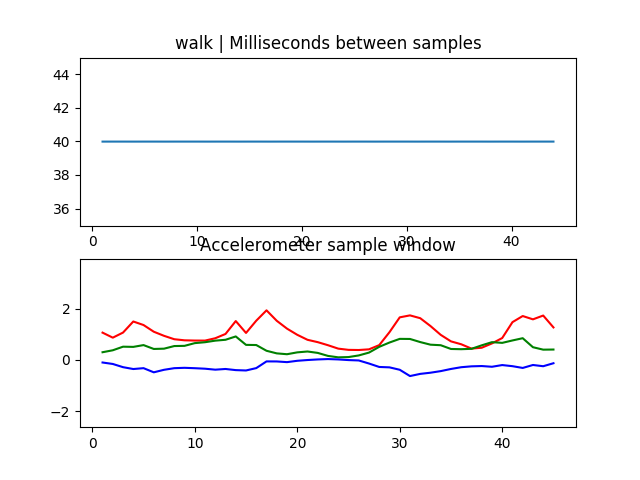 walk | Milliseconds between samples
44
42
40
38
36
0 10 20 30 40
Accelerometer sample window
2
0
−2
0 10 20 30 40